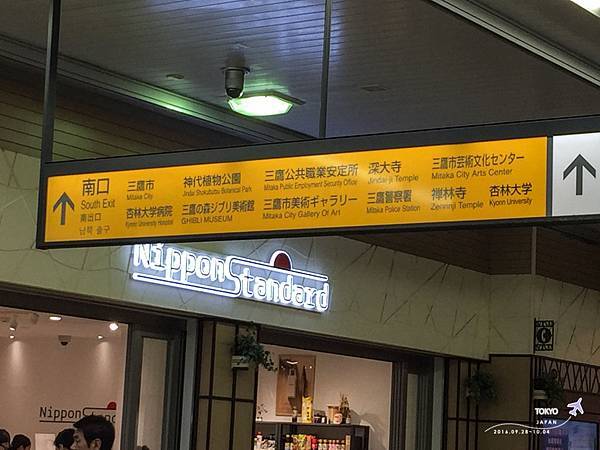 南口
South Exit
南出口
남쪽 출구
三鷹市
Mitaka City
杏林大学病院
Kyorin University Hospital
神代植物公園
Jindai Shokubutsu Botanical Park
三鷹の森ジブリ美術館
GHIBLI MUSEUM
三鷹公共職業安定所
Mitaka Public Employment Security Office
三鷹市美術ギャラリー
Mitaka City Gallery Of Art
深大寺
Jindai-ji Temple
三鷹警察署
Mitaka Police Station
三鷹市芸術文化センター
Mitaka City Arts Center
禅林寺
Zenrinji Temple
杏林大学
Kyorin University
Nippon Standard
Nippon Standard
TOKYO
JAPAN
2016.09.28-10.04